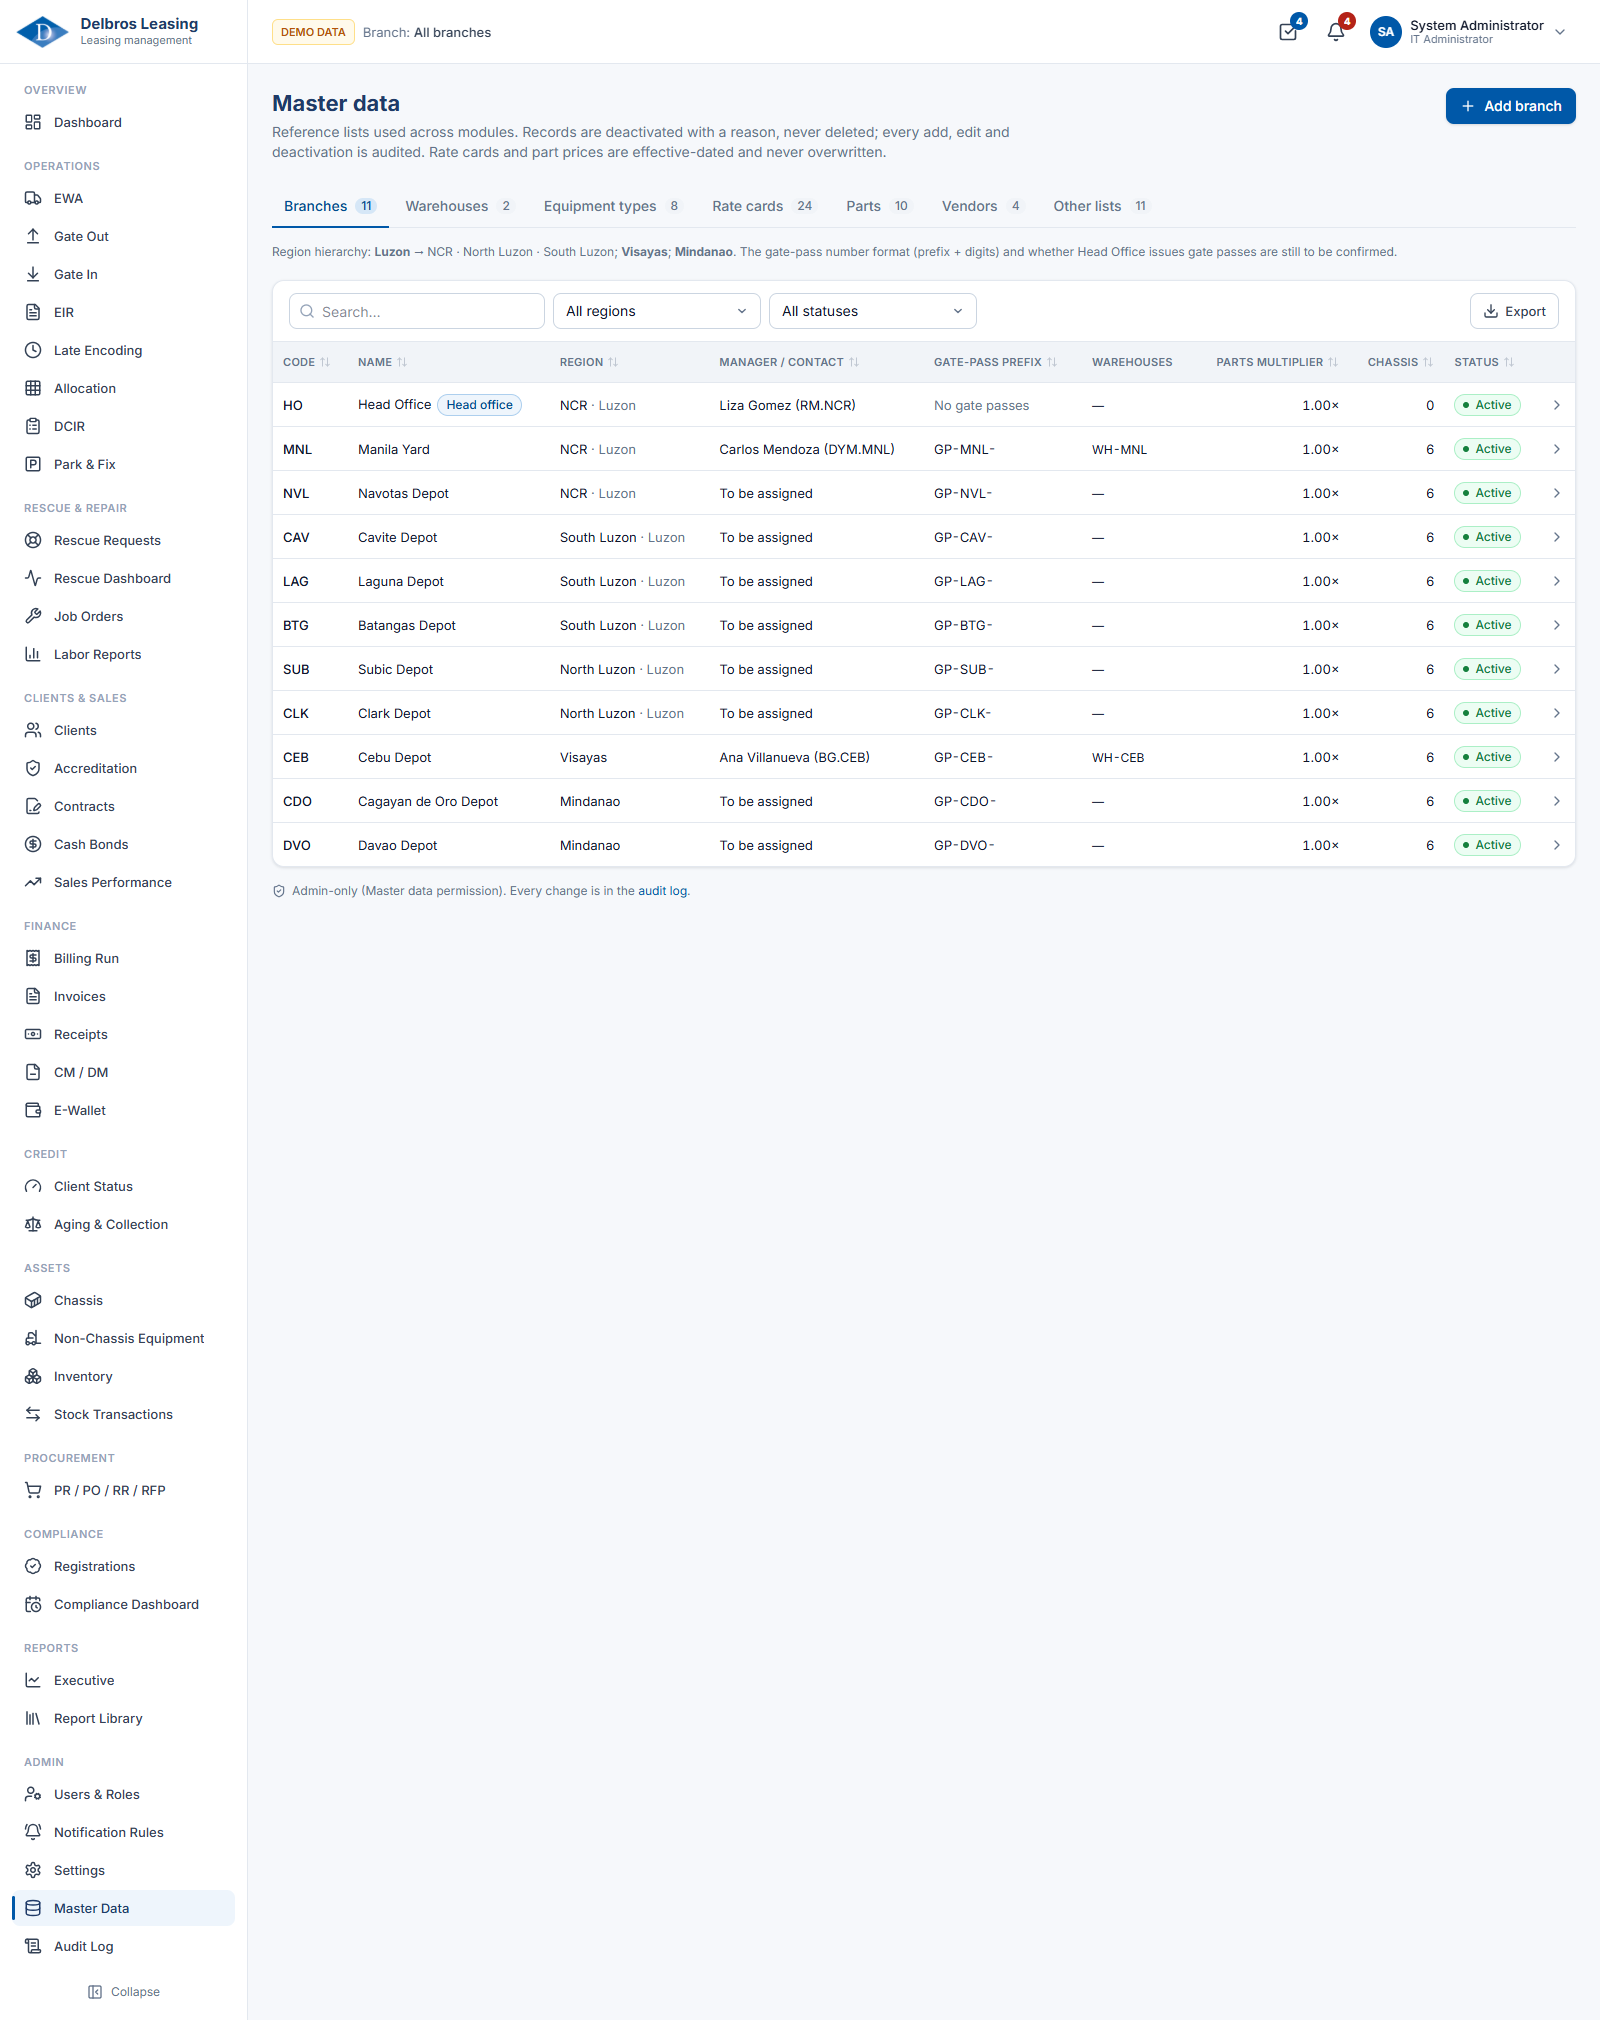 Delbros Leasing
Leasing management
DEMO DATA Branch: All branches
4
4
SA
System Administrator
IT Administrator
OVERVIEW
Dashboard
OPERATIONS
EWA
Gate Out
Gate In
EIR
Late Encoding
Allocation
DCIR
Park & Fix
RESCUE & REPAIR
Rescue Requests
Rescue Dashboard
Job Orders
Labor Reports
CLIENTS & SALES
Clients
Accreditation
Contracts
Cash Bonds
Sales Performance
FINANCE
Billing Run
Invoices
Receipts
CM / DM
E-Wallet
CREDIT
Client Status
Aging & Collection
ASSETS
Chassis
Non-Chassis Equipment
Inventory
Stock Transactions
PROCUREMENT
PR / PO / RR / RFP
COMPLIANCE
Registrations
Compliance Dashboard
REPORTS
Executive
Report Library
ADMIN
Users & Roles
Notification Rules
Settings
Master Data
Audit Log
Collapse
Master data
Add branch
Reference lists used across modules. Records are deactivated with a reason, never deleted; every add, edit and
deactivation is audited. Rate cards and part prices are effective-dated and never overwritten.
Branches 11 Warehouses 2 Equipment types 8 Rate cards 24 Parts 10 Vendors 4 Other lists 11
Region hierarchy: Luzon → NCR · North Luzon · South Luzon; Visayas; Mindanao. The gate-pass number format (prefix + digits) and whether Head Office issues gate passes are still to be confirmed.
Search... All regions All statuses Export
CODE NAME REGION MANAGER / CONTACT GATE-PASS PREFIX WAREHOUSES PARTS MULTIPLIER CHASSIS STATUS
HO Head Office Head office NCR · Luzon Liza Gomez (RM.NCR) No gate passes — 1.00× 0 Active
MNL Manila Yard NCR · Luzon Carlos Mendoza (DYM.MNL) GP-MNL- WH-MNL 1.00× 6 Active
NVL Navotas Depot NCR · Luzon To be assigned GP-NVL- — 1.00× 6 Active
CAV Cavite Depot South Luzon · Luzon To be assigned GP-CAV- — 1.00× 6 Active
LAG Laguna Depot South Luzon · Luzon To be assigned GP-LAG- — 1.00× 6 Active
BTG Batangas Depot South Luzon · Luzon To be assigned GP-BTG- — 1.00× 6 Active
SUB Subic Depot North Luzon · Luzon To be assigned GP-SUB- — 1.00× 6 Active
CLK Clark Depot North Luzon · Luzon To be assigned GP-CLK- — 1.00× 6 Active
CEB Cebu Depot Visayas Ana Villanueva (BG.CEB) GP-CEB- WH-CEB 1.00× 6 Active
CDO Cagayan de Oro Depot Mindanao To be assigned GP-CDO- — 1.00× 6 Active
DVO Davao Depot Mindanao To be assigned GP-DVO- — 1.00× 6 Active
Admin-only (Master data permission). Every change is in the audit log.